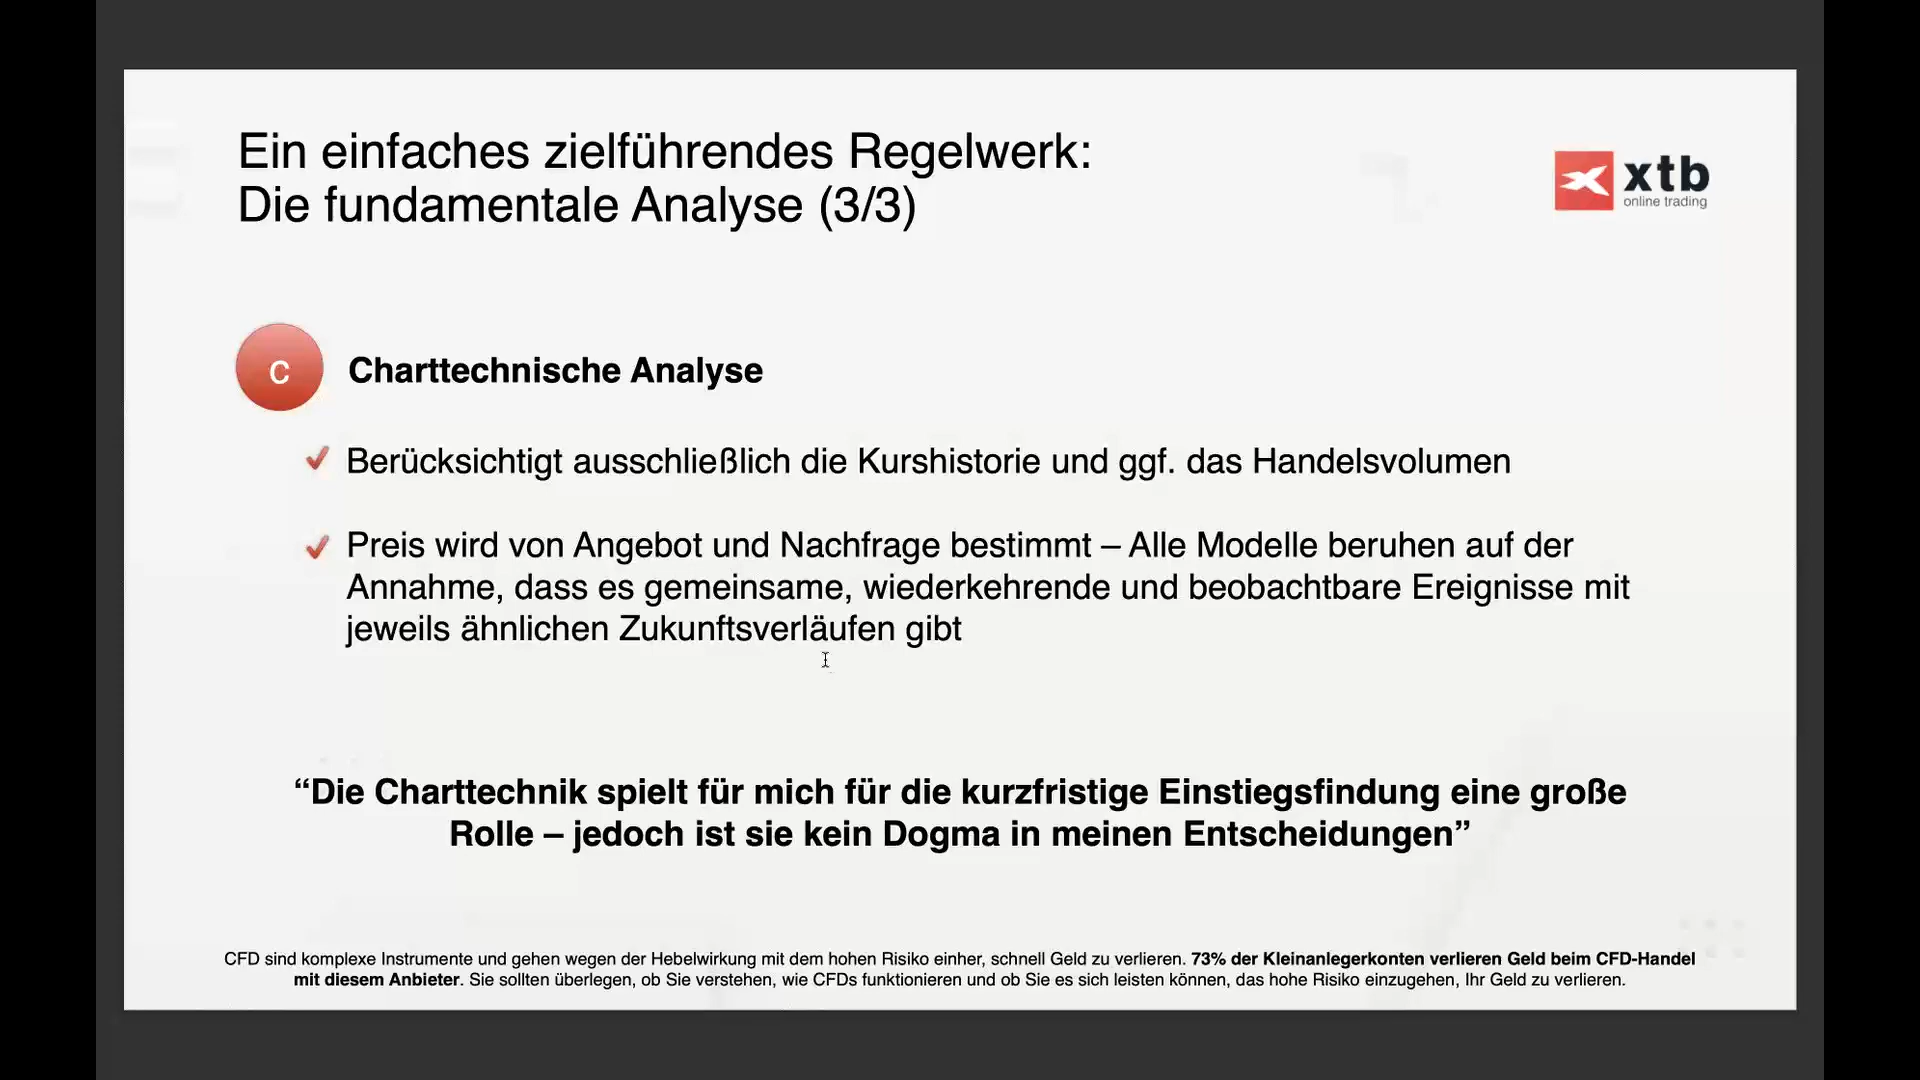 Ein einfaches zielführendes Regelwerk:
Die fundamentale Analyse (3/3)
xtb
online trading
C
Charttechnische Analyse
Berücksichtigt ausschließlich die Kurshistorie und ggf. das Handelsvolumen
Preis wird von Angebot und Nachfrage bestimmt – Alle Modelle beruhen auf der
Annahme, dass es gemeinsame, wiederkehrende und beobachtbare Ereignisse mit
jeweils ähnlichen Zukunftsverläufen gibt
“Die Charttechnik spielt für mich für die kurzfristige Einstiegsfindung eine große
Rolle – jedoch ist sie kein Dogma in meinen Entscheidungen”
CFD sind komplexe Instrumente und gehen wegen der Hebelwirkung mit dem hohen Risiko einher, schnell Geld zu verlieren. 73% der Kleinanlegerkonten verlieren Geld beim CFD-Handel
mit diesem Anbieter. Sie sollten überlegen, ob Sie verstehen, wie CFDs funktionieren und ob Sie es sich leisten können, das hohe Risiko einzugehen, Ihr Geld zu verlieren.